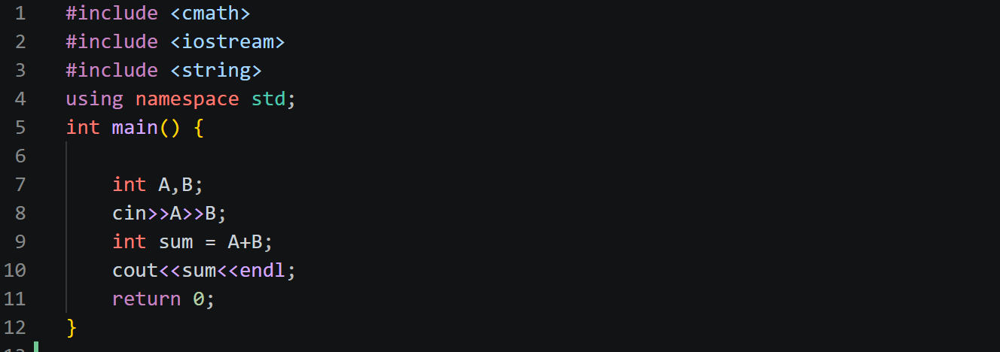 1 #include <cmath>
2 #include <iostream>
3 #include <string>
4 using namespace std;
5 int main() {
6
7 int A,B;
8 cin>>A>>B;
9 int sum = A+B;
10 cout<<sum<<endl;
11 return 0;
12 }